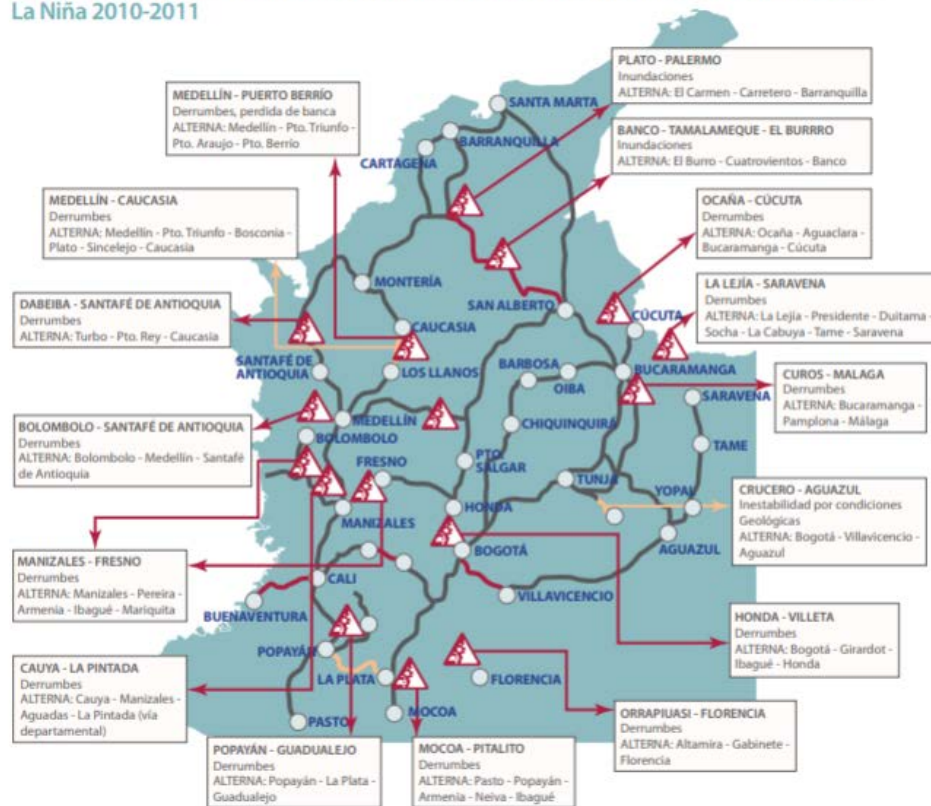 La Niña 2010-2011
PLATO - PALERMO
Inundaciones
ALTERNA: El Carmen - Carretero - Barranquilla
MEDELLÍN - PUERTO BERRÍO
Derrumbes, perdida de banca
ALTERNA: Medellín - Pto. Triunfo -
Pto. Araujo - Pto. Berrio
BANCO - TAMALAMEQUE - EL BURRRO
Inundaciones
ALTERNA: El Burro - Cuatrovientos - Banco
MEDELLÍN - CAUCASIA
Derrumbes
ALTERNA: Medellín - Pto. Triunfo - Bosconia -
Plato - Sincelejo - Caucasia
OCAÑA - CÚCUTA
Derrumbes
ALTERNA: Ocaña - Aguaclara -
Bucaramanga - Cúcuta
LA LEJÍA - SARAVENA
Derrumbes
ALTERNA: La Lejía - Presidente - Duitama -
Socha - La Cabuya - Tame - Saravena
DABEIBA - SANTAFÉ DE ANTIOQUIA
Derrumbes
ALTERNA: Turbo - Pto. Rey - Caucasia
CUROS - MALAGA
Derrumbes
ALTERNA: Bucaramanga -
Pamplona - Málaga
BOLOMBOLO - SANTAFÉ DE ANTIOQUIA
Derrumbes
ALTERNA: Bolombolo - Medellín - Santafé
de Antioquia
CRUCERO - AGUAZUL
Inestabilidad por condiciones
Geológicas
ALTERNA: Bogotá - Villavicencio -
Aguazul
MANIZALES - FRESNO
Derrumbes
ALTERNA: Manizales - Pereira -
Armenia - Ibagué - Mariquita
HONDA - VILLETA
Derrumbes
ALTERNA: Bogotá - Girardot -
Ibagué - Honda
CAUYA - LA PINTADA
Derrumbes
ALTERNA: Cauya - Manizales -
Aguadas - La Pintada (vía
departamental)
ORRAPIUASI - FLORENCIA
Derrumbes
ALTERNA: Altamira - Gabinete -
Florencia
POPAYÁN - GUADUALEJO
Derrumbes
ALTERNA: Popayán - La Plata -
Guadualejo
MOCOA - PITALITO
Derrumbes
ALTERNA: Pasto - Popayán -
Armenia - Neiva - Ibagué
SANTA MARTA
BARRANQUILLA
CARTAGENA
MONTERÍA
SAN ALBERTO
CAUCASIA
CÚCUTA
SANTAFÉ DE
ANTIOQUIA
LOS LLANOS
BARBOSA
OIBA
BUCARAMANGA
SARAVENA
MEDELLÍN
CHIQUINQUIRÁ
BOLOMBOLO
TAME
FRESNO
PTO
SALGAR
TUNJA
YOPAL
MANIZALES
HONDA
BOGOTÁ
AGUAZUL
CALI
VILLAVICENCIO
BUENAVENTURA
POPAYÁN
LA PLATA
FLORENCIA
PASTO
MOCOA